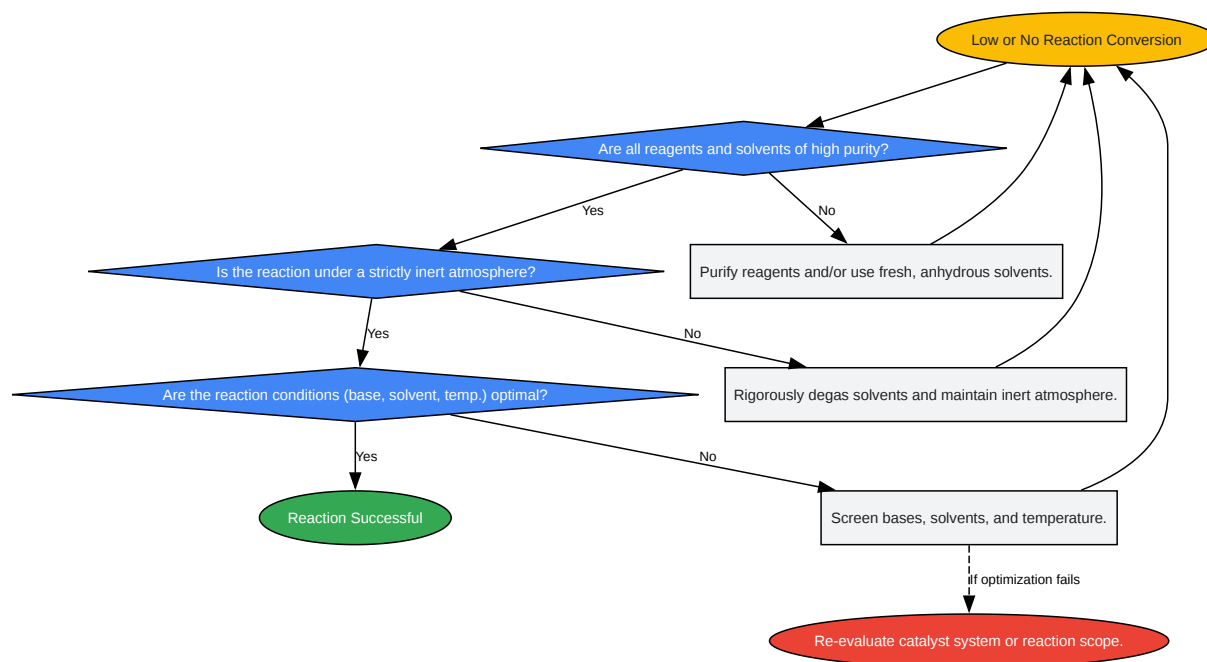 Low or No Reaction Conversion
Are all reagents and solvents of high purity?
Yes
No
Is the reaction under a strictly inert atmosphere?
Purify reagents and/or use fresh, anhydrous solvents.
Yes
No
Are the reaction conditions (base, solvent, temp.) optimal?
Rigorously degas solvents and maintain inert atmosphere.
Yes
No
Reaction Successful
Screen bases, solvents, and temperature.
If optimization fails
Re-evaluate catalyst system or reaction scope.